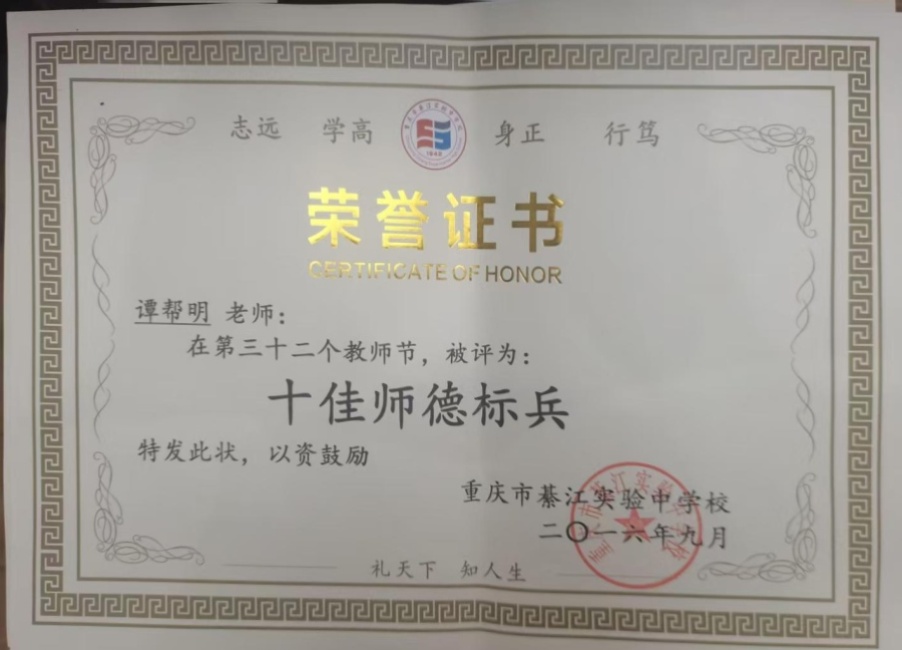 志远 学高 身正 行笃
荣誉证书
CERTIFICATE OF HONOR
谭帮明 老师：
在第三十二个教师节，被评为：
十佳师德标兵
特发此状，以资鼓励
重庆市綦江实验中学校
二〇一六年九月
礼天下 知人生